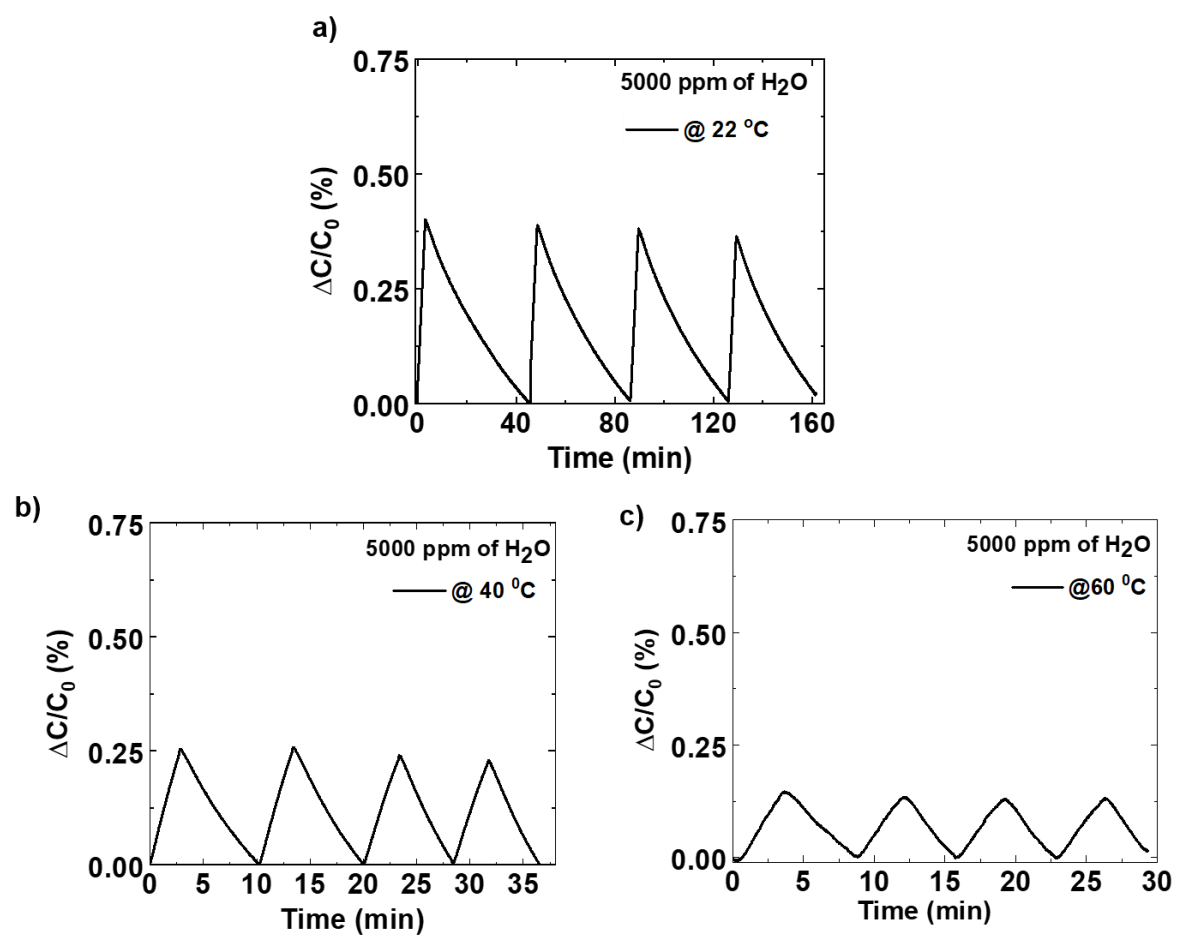 a)
0.75
0.50
0.25
0.00
ΔC/C₀ (%)
5000 ppm of H₂O
@ 22 ᵒC
0 40 80 120 160
Time (min)
b)
0.75
0.50
0.25
0.00
ΔC/C₀ (%)
5000 ppm of H₂O
@ 40 ⁰C
0 5 10 15 20 25 30 35
Time (min)
c)
0.75
0.50
0.25
0.00
ΔC/C₀ (%)
5000 ppm of H₂O
@60 ⁰C
0 5 10 15 20 25 30
Time (min)